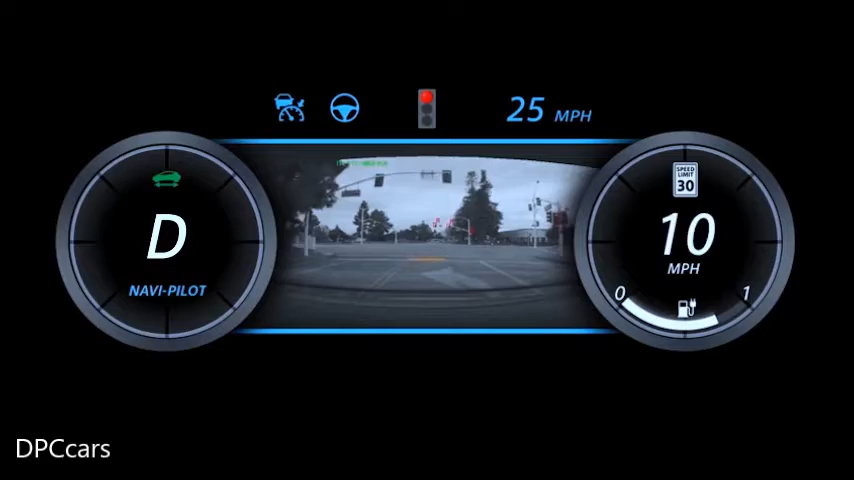 25 MPH
SPEED
LIMIT
30
D
10
MPH
NAVI-PILOT
0
1
DPCcars